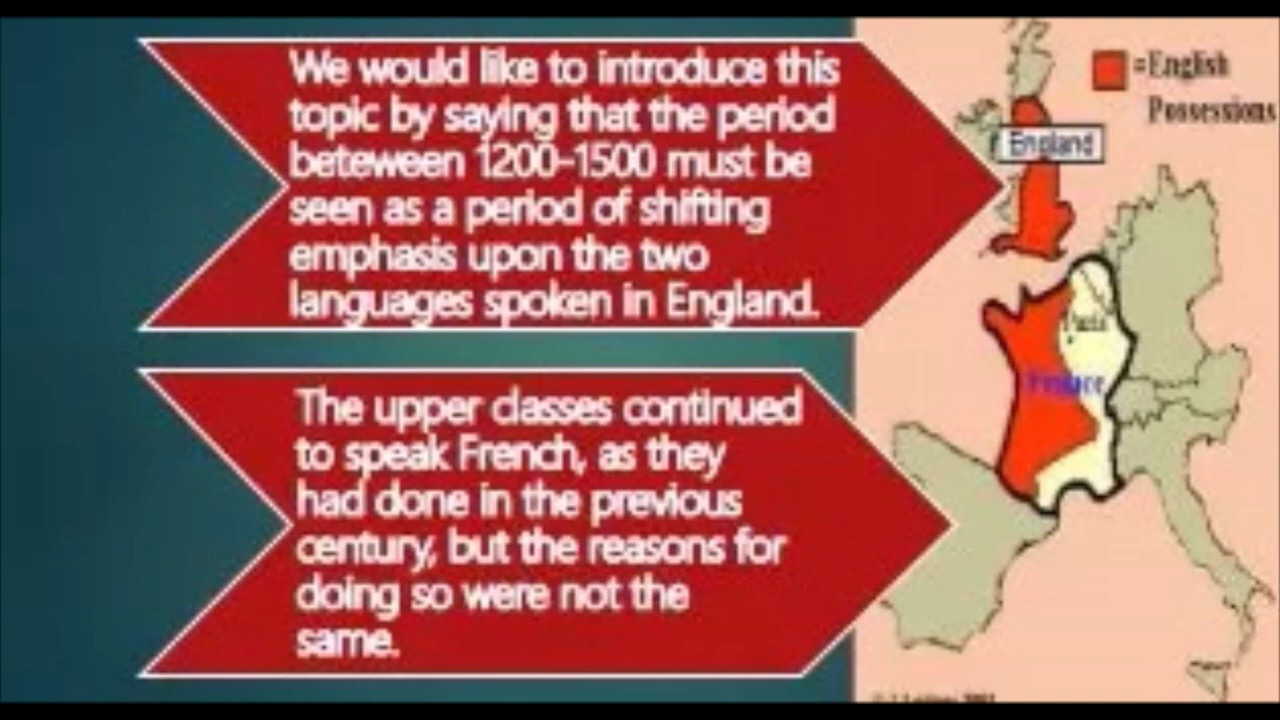 We would like to introduce this
topic by saying that the period
beteween 1200-1500 must be
seen as a period of shifting
emphasis upon the two
languages spoken in England.
The upper classes continued
to speak French, as they
had done in the previous
century, but the reasons for
doing so were not the
same.
=English
Possessions
England
Paris
France